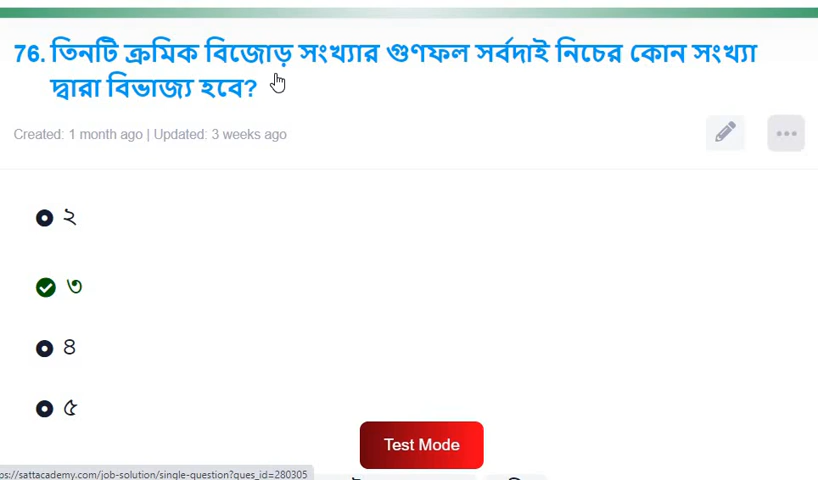 76. তিনটি ক্রমিক বিজোড় সংখ্যার গুণফল সর্বদাই নিচের কোন সংখ্যা
দ্বারা বিভাজ্য হবে?
Created: 1 month ago | Updated: 3 weeks ago
২
৩
৪
৫
Test Mode
ps://sattacademy.com/job-solution/single-question?ques_id=280305